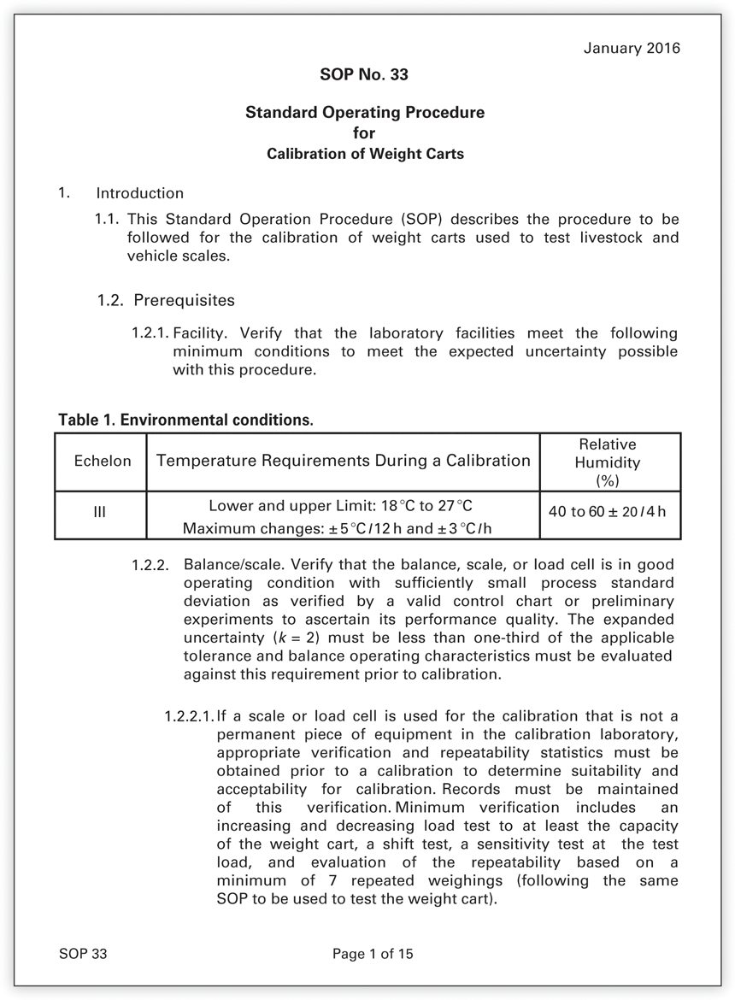 January 2016
SOP No. 33
Standard Operating Procedure
for
Calibration of Weight Carts
1. Introduction
1.1. This Standard Operation Procedure (SOP) describes the procedure to be
followed for the calibration of weight carts used to test livestock and
vehicle scales.
1.2. Prerequisites
1.2.1. Facility. Verify that the laboratory facilities meet the following
minimum conditions to meet the expected uncertainty possible
with this procedure.
Table 1. Environmental conditions.
Echelon
Temperature Requirements During a Calibration
Relative
Humidity
(%)
III
Lower and upper Limit: 18 °C to 27 °C
Maximum changes: ± 5 °C / 12 h and ± 3 °C/h
40 to 60 ± 20 / 4 h
1.2.2. Balance/scale. Verify that the balance, scale, or load cell is in good
operating condition with sufficiently small process standard
deviation as verified by a valid control chart or preliminary
experiments to ascertain its performance quality. The expanded
uncertainty (k = 2) must be less than one-third of the applicable
tolerance and balance operating characteristics must be evaluated
against this requirement prior to calibration.
1.2.2.1. If a scale or load cell is used for the calibration that is not a
permanent piece of equipment in the calibration laboratory,
appropriate verification and repeatability statistics must be
obtained prior to a calibration to determine suitability and
acceptability for calibration. Records must be maintained
of this verification. Minimum verification includes an
increasing and decreasing load test to at least the capacity
of the weight cart, a shift test, a sensitivity test at the test
load, and evaluation of the repeatability based on a
minimum of 7 repeated weighings (following the same
SOP to be used to test the weight cart).
SOP 33
Page 1 of 15